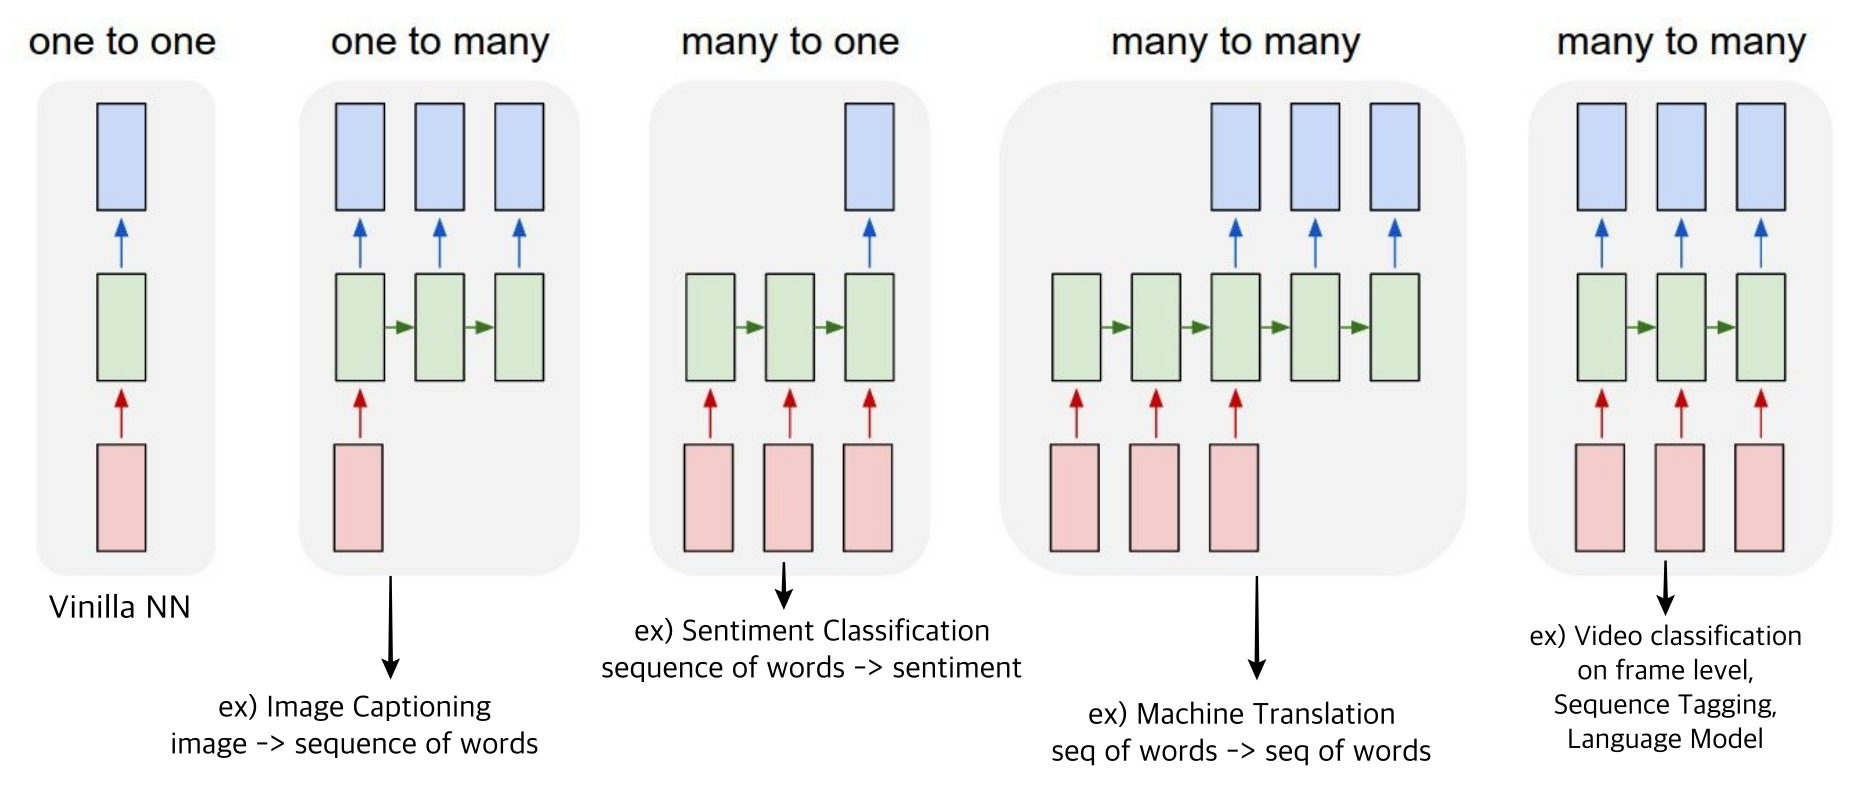 one to one
one to many
many to one
many to many
many to many
Vinilla NN
ex) Image Captioning
image -> sequence of words
ex) Sentiment Classification
sequence of words -> sentiment
ex) Machine Translation
seq of words -> seq of words
ex) Video classification
on frame level,
Sequence Tagging,
Language Model